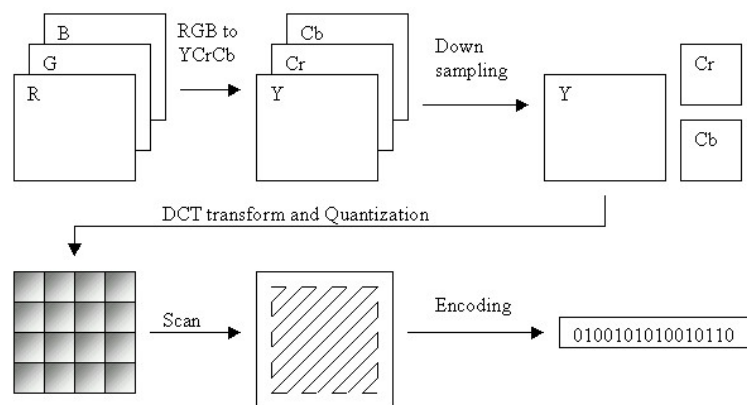 B
G
R
RGB to
YCrCb
Cb
Cr
Y
Down
sampling
Y
Cr
Cb
DCT transform and Quantization
Scan
Encoding
0100101010010110